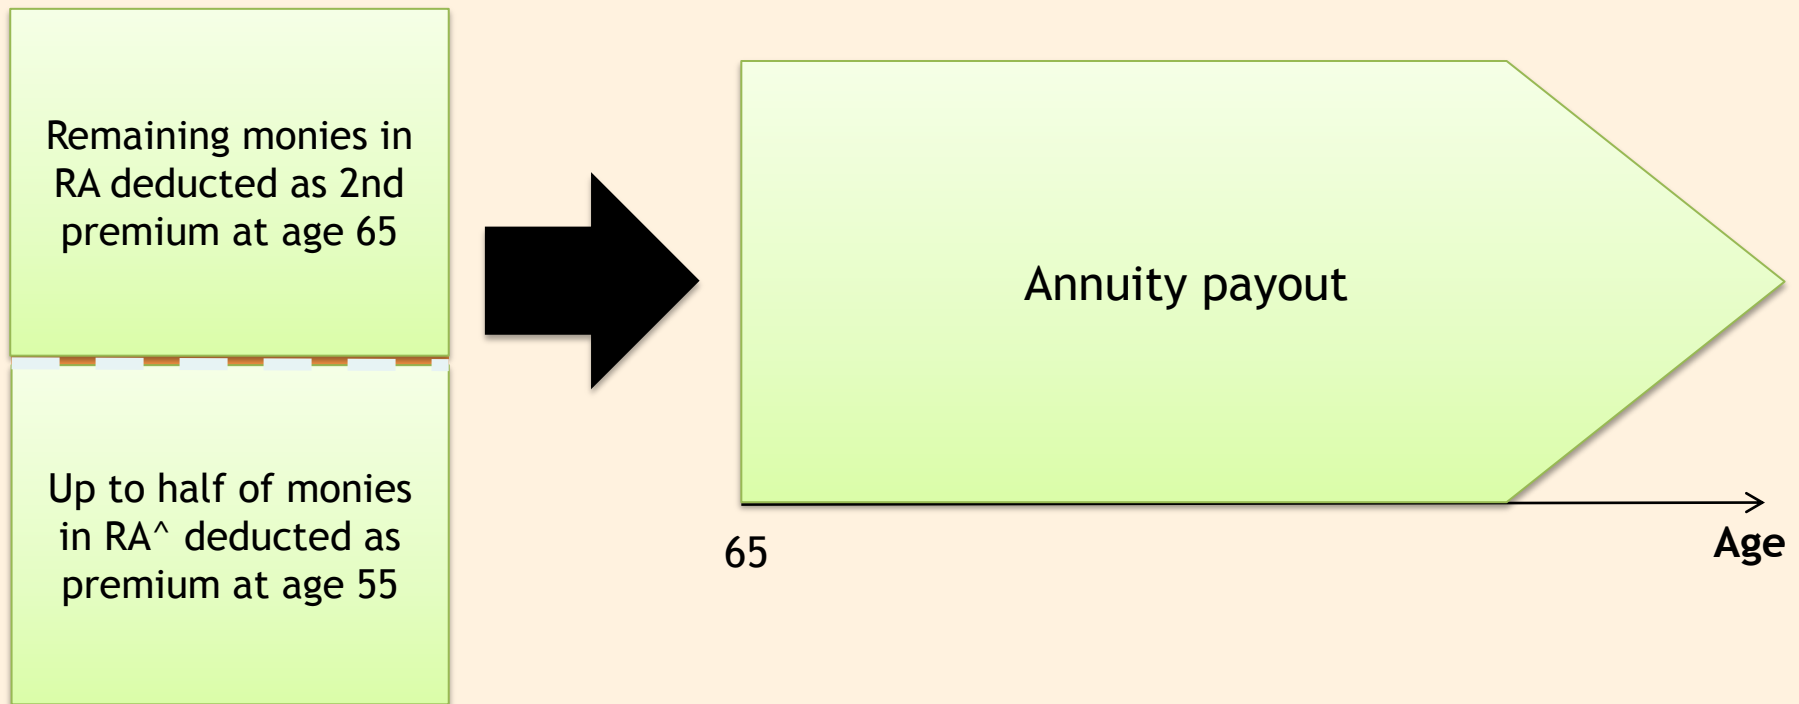 Remaining monies in
RA deducted as 2nd
premium at age 65
Up to half of monies
in RA^ deducted as
premium at age 55
Annuity payout
65
Age